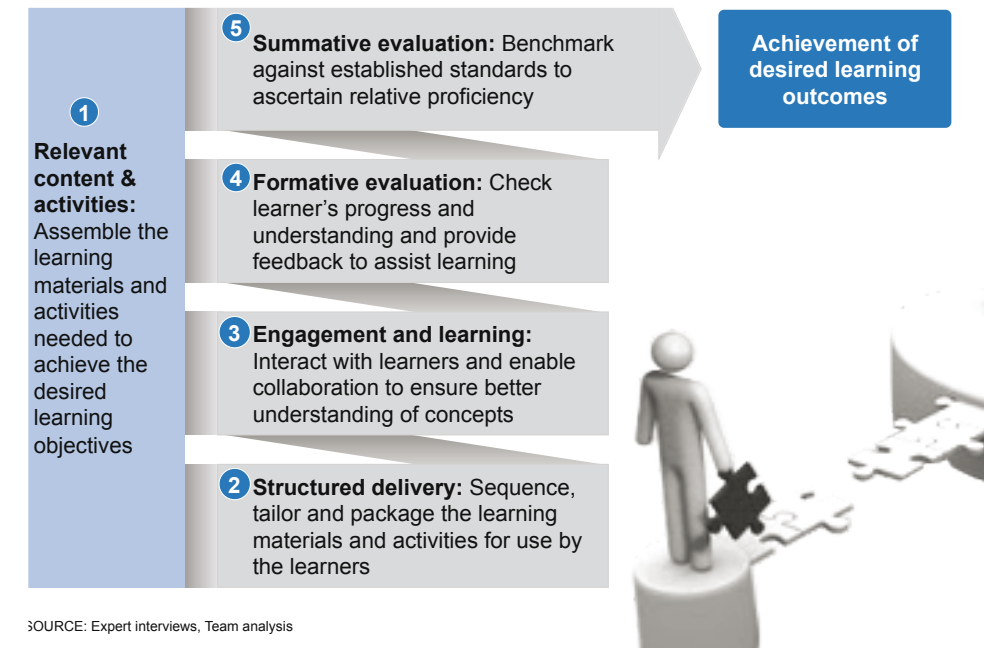 1
Relevant
content &
activities:
Assemble the
learning
materials and
activities
needed to
achieve the
desired
learning
objectives
5
Summative evaluation: Benchmark
against established standards to
ascertain relative proficiency
Achievement of
desired learning
outcomes
4
Formative evaluation: Check
learner’s progress and
understanding and provide
feedback to assist learning
3
Engagement and learning:
Interact with learners and enable
collaboration to ensure better
understanding of concepts
2
Structured delivery: Sequence,
tailor and package the learning
materials and activities for use by
the learners
SOURCE: Expert interviews, Team analysis